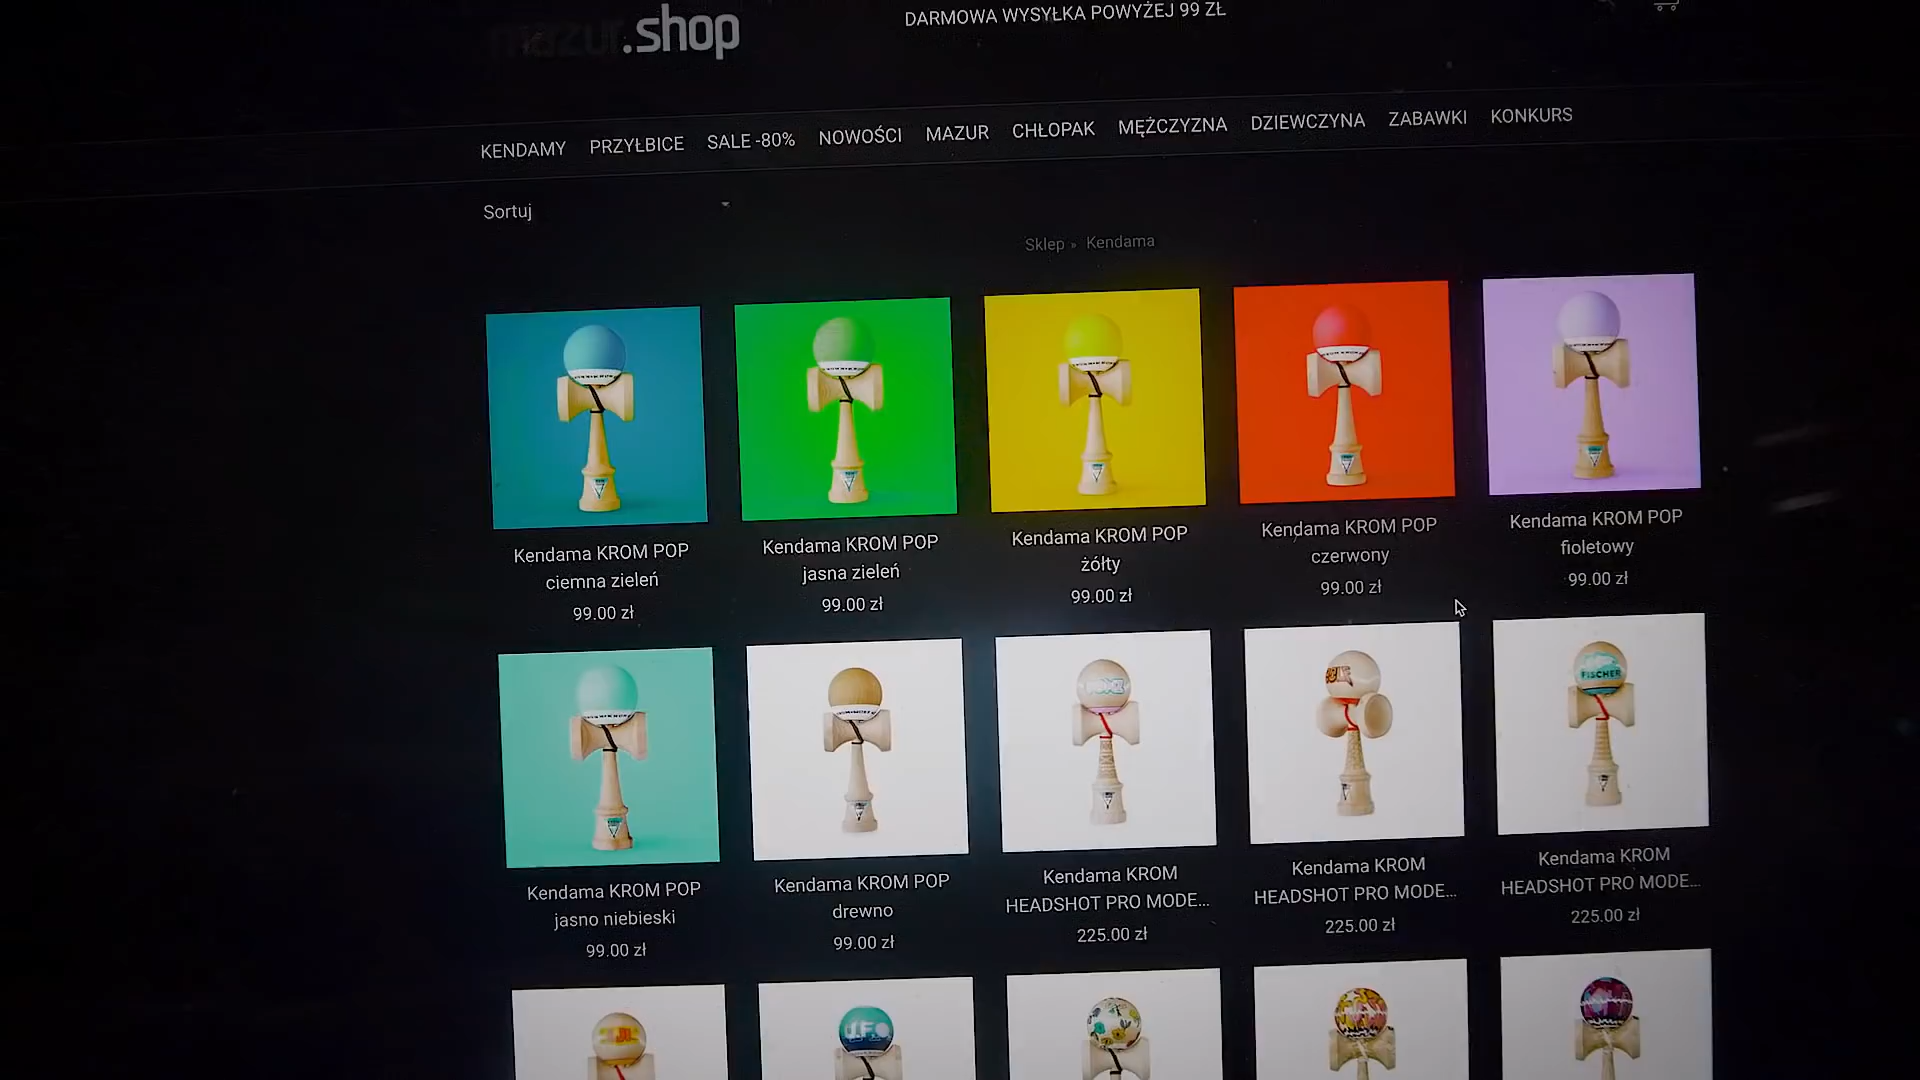 mazur.shop
DARMOWA WYSYŁKA POWYŻEJ 99 ZŁ
KENDAMY PRZYŁBICE SALE -80% NOWOŚCI MAZUR CHŁOPAK MĘŻCZYZNA DZIEWCZYNA ZABAWKI KONKURS
Sortuj
Sklep » Kendama
Kendama KROM POP
ciemna zieleń
99.00 zł
Kendama KROM POP
jasna zieleń
99.00 zł
Kendama KROM POP
żółty
99.00 zł
Kendama KROM POP
czerwony
99.00 zł
Kendama KROM POP
fioletowy
99.00 zł
FISCHER
Kendama KROM POP
jasno niebieski
99.00 zł
Kendama KROM POP
drewno
99.00 zł
Kendama KROM
HEADSHOT PRO MODE...
225.00 zł
Kendama KROM
HEADSHOT PRO MODE...
225.00 zł
Kendama KROM
HEADSHOT PRO MODE...
225.00 zł